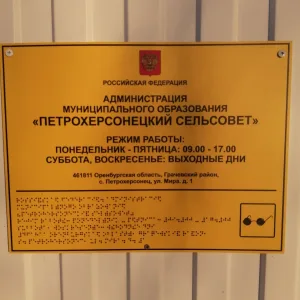 РОССИЙСКАЯ ФЕДЕРАЦИЯ
АДМИНИСТРАЦИЯ
МУНИЦИПАЛЬНОГО ОБРАЗОВАНИЯ
«ПЕТРОХЕРСОНЕЦКИЙ СЕЛЬСОВЕТ»
РЕЖИМ РАБОТЫ:
ПОНЕДЕЛЬНИК - ПЯТНИЦА: 09.00 - 17.00
СУББОТА, ВОСКРЕСЕНЬЕ: ВЫХОДНЫЕ ДНИ
461811 Оренбургская область, Грачевский район,
с. Петрохерсонец, ул. Мира, д. 1